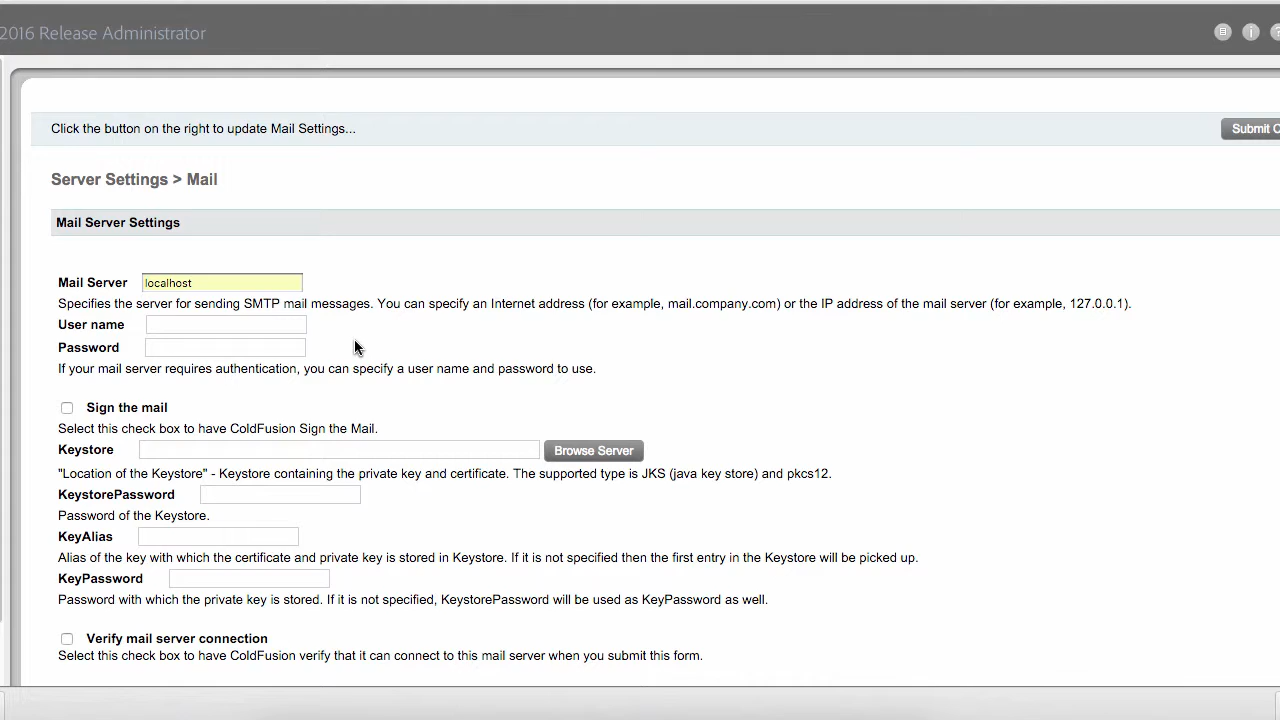 2016 Release Administrator
Click the button on the right to update Mail Settings...
Submit C
Server Settings > Mail
Mail Server Settings
Mail Server localhost
Specifies the server for sending SMTP mail messages. You can specify an Internet address (for example, mail.company.com) or the IP address of the mail server (for example, 127.0.0.1).
User name
Password
If your mail server requires authentication, you can specify a user name and password to use.
Sign the mail
Select this check box to have ColdFusion Sign the Mail.
Keystore Browse Server
"Location of the Keystore" - Keystore containing the private key and certificate. The supported type is JKS (java key store) and pkcs12.
KeystorePassword
Password of the Keystore.
KeyAlias
Alias of the key with which the certificate and private key is stored in Keystore. If it is not specified then the first entry in the Keystore will be picked up.
KeyPassword
Password with which the private key is stored. If it is not specified, KeystorePassword will be used as KeyPassword as well.
Verify mail server connection
Select this check box to have ColdFusion verify that it can connect to this mail server when you submit this form.